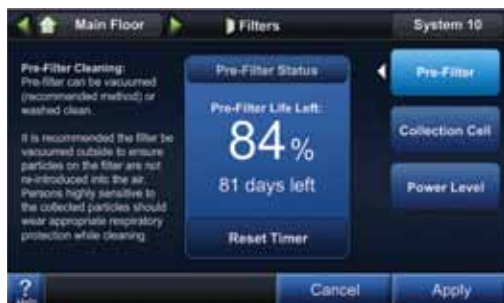 Main Floor
Filters
System 10
Pre-Filter Cleaning:
Pre-filter can be vacuumed
(recommended method) or
washed clean.
It is recommended the filter be
vacuumed outside to ensure
particles on the filter are not
re-introduced into the air.
Persons highly sensitive to
the collected particles should
wear appropriate respiratory
protection while cleaning.
Pre-Filter Status
Pre-Filter Life Left:
84%
81 days left
Reset Timer
Pre-Filter
Collection Cell
Power Level
?
Cancel
Apply